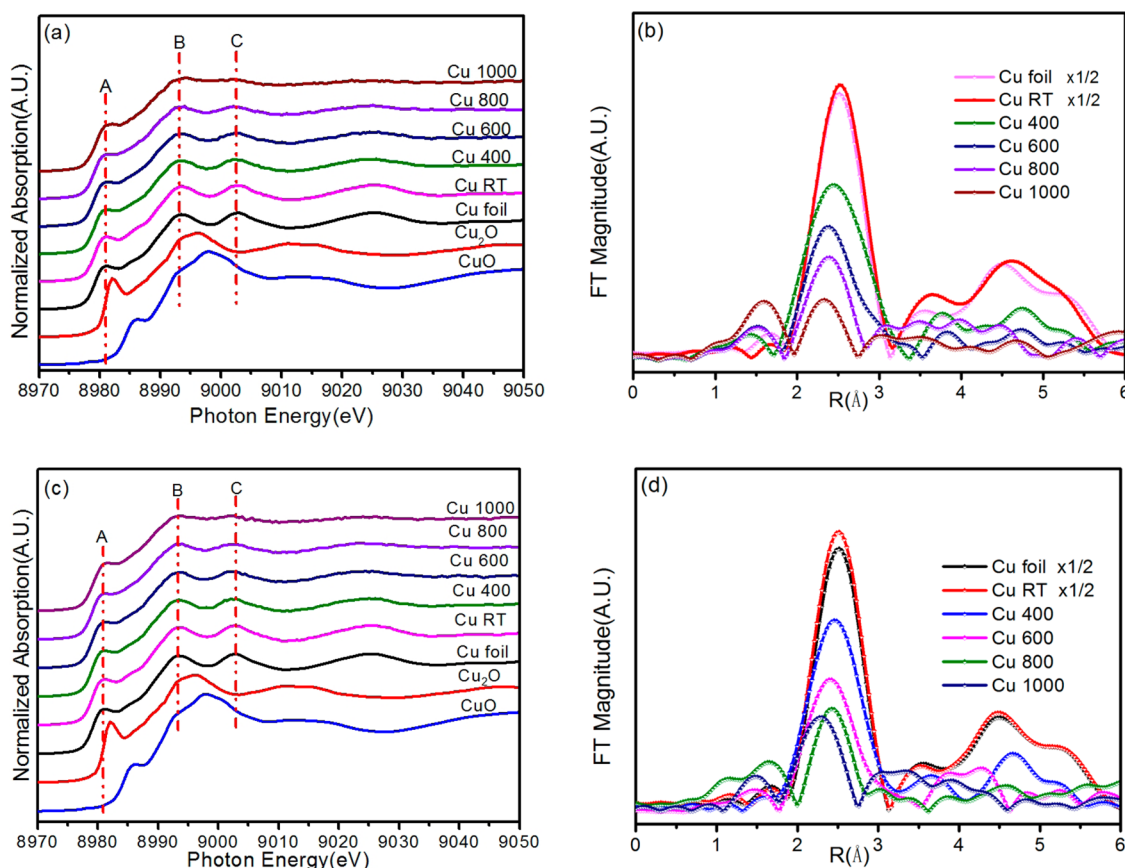 (a)
A
B
C
Cu 1000
Cu 800
Cu 600
Cu 400
Cu RT
Cu foil
Cu₂O
CuO
Normalized Absorption(A.U.)
8970 8980 8990 9000 9010 9020 9030 9040 9050
Photon Energy(eV)
(b)
Cu foil x1/2
Cu RT x1/2
Cu 400
Cu 600
Cu 800
Cu 1000
FT Magnitude(A.U.)
0 1 2 3 4 5 6
R(Å)
(c)
A
B
C
Cu 1000
Cu 800
Cu 600
Cu 400
Cu RT
Cu foil
Cu₂O
CuO
Normalized Absorption(A.U.)
8970 8980 8990 9000 9010 9020 9030 9040 9050
Photon Energy(eV)
(d)
Cu foil x1/2
Cu RT x1/2
Cu 400
Cu 600
Cu 800
Cu 1000
FT Magnitude(A.U.)
0 1 2 3 4 5 6
R(Å)